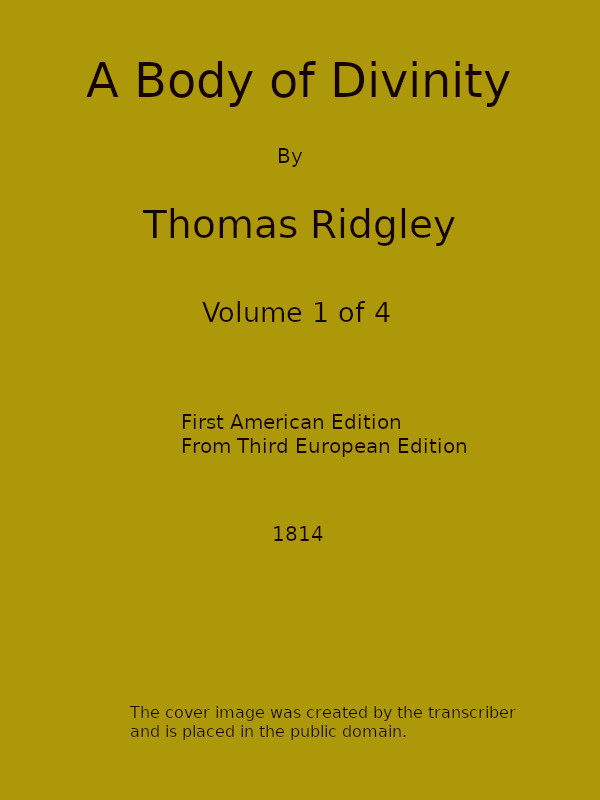 A Body of Divinity
By
Thomas Ridgley
Volume 1 of 4
First American Edition
From Third European Edition
1814
The cover image was created by the transcriber
and is placed in the public domain.